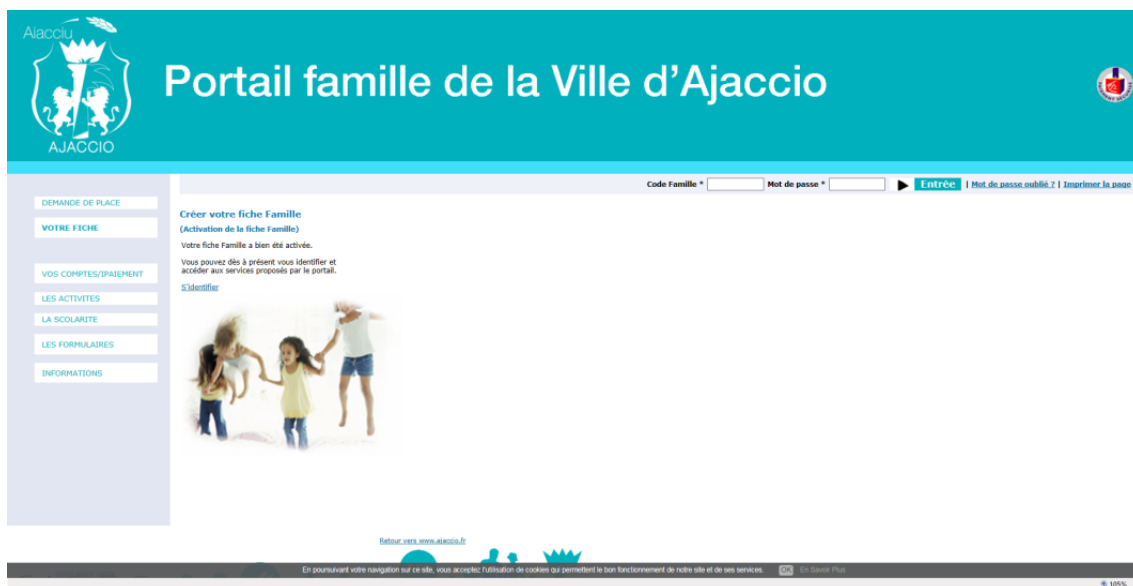 Aiacciu
AJACCIO
Portail famille de la Ville d'Ajaccio
Code Famille * Mot de passe * Entrée | Mot de passe oublié ? | Imprimer la page
DEMANDE DE PLACE
VOTRE FICHE
VOS COMPTES/IPAIEMENT
LES ACTIVITES
LA SCOLARITE
LES FORMULAIRES
INFORMATIONS
Créer votre fiche Famille
(Activation de la fiche Famille)
Votre fiche Famille a bien été activée.
Vous pouvez dès à présent vous identifier et
accéder aux services proposés par le portail.
S'identifier
Retour vers www.ajaccio.fr
En poursuivant votre navigation sur ce site, vous acceptez l'utilisation de cookies qui permettent le bon fonctionnement de notre site et de ses services. OK En Savoir Plus
105%